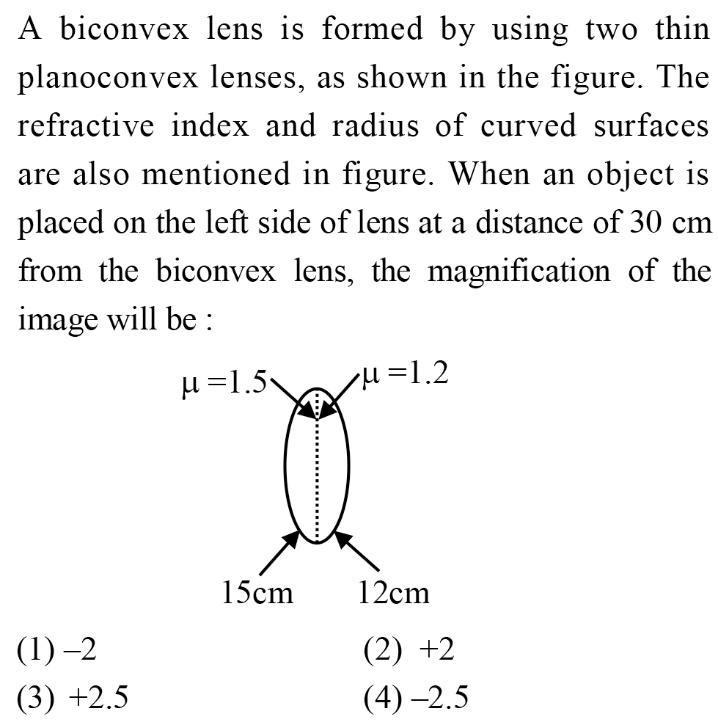 A biconvex lens is formed by using two thin
planoconvex lenses, as shown in the figure. The
refractive index and radius of curved surfaces
are also mentioned in figure. When an object is
placed on the left side of lens at a distance of 30 cm
from the biconvex lens, the magnification of the
image will be :
μ =1.5 μ =1.2
15cm 12cm
(1) –2 (2) +2
(3) +2.5 (4) –2.5